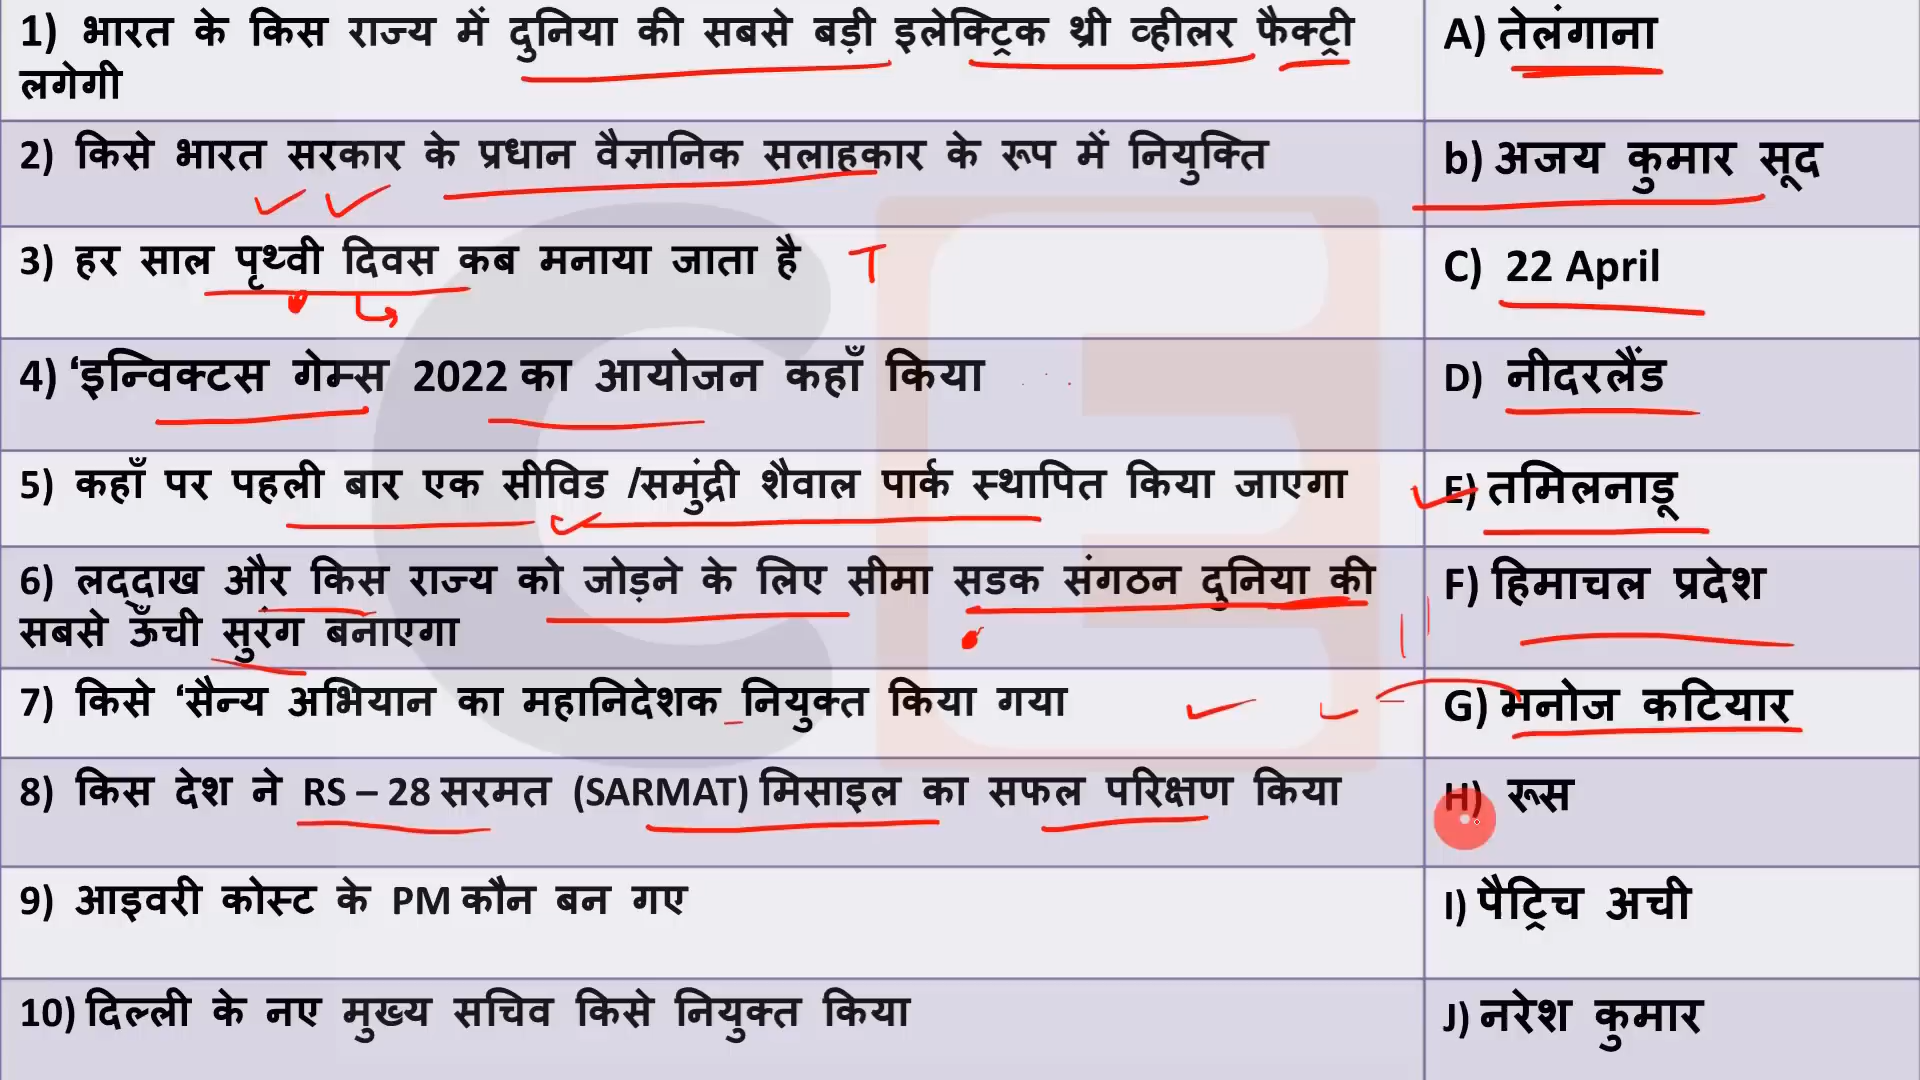 1) भारत के किस राज्य में दुनिया की सबसे बड़ी इलेक्ट्रिक थ्री व्हीलर फैक्ट्री
लगेगी
A) तेलंगाना
2) किसे भारत सरकार के प्रधान वैज्ञानिक सलाहकार के रूप में नियुक्ति
b) अजय कुमार सूद
3) हर साल पृथ्वी दिवस कब मनाया जाता है T
C) 22 April
4) ‘इन्विक्टस गेम्स 2022 का आयोजन कहाँ किया
D) नीदरलैंड
5) कहाँ पर पहली बार एक सीविड /समुंद्री शैवाल पार्क स्थापित किया जाएगा
E) तमिलनाडू
6) लद्दाख और किस राज्य को जोड़ने के लिए सीमा सडक संगठन दुनिया की
सबसे ऊँची सुरंग बनाएगा
F) हिमाचल प्रदेश
7) किसे ‘सैन्य अभियान का महानिदेशक नियुक्त किया गया
G) मनोज कटियार
8) किस देश ने RS – 28 सरमत (SARMAT) मिसाइल का सफल परिक्षण किया
H) रूस
9) आइवरी कोस्ट के PM कौन बन गए
I) पैट्रिच अची
10) दिल्ली के नए मुख्य सचिव किसे नियुक्त किया
J) नरेश कुमार
CE